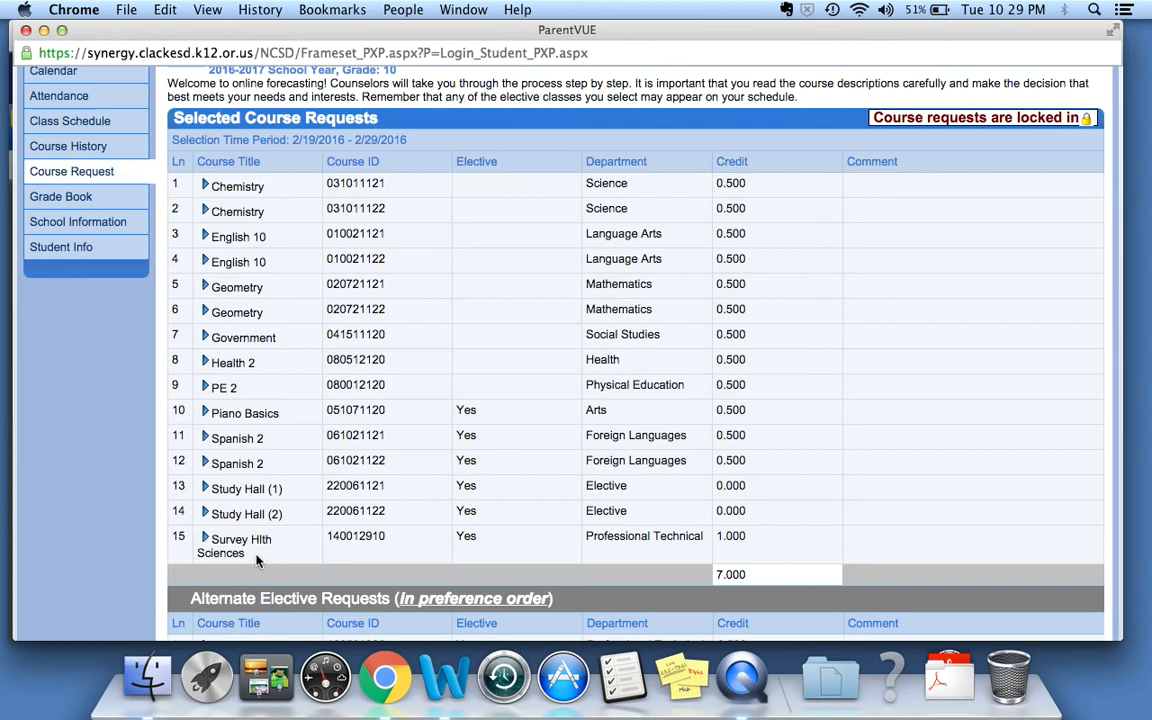 Chrome File Edit View History Bookmarks People Window Help 51% Tue 10:29 PM
ParentVUE
https://synergy.clackesd.k12.or.us/NCSD/Frameset_PXP.aspx?P=Login_Student_PXP.aspx
Calendar
Attendance
Class Schedule
Course History
Course Request
Grade Book
School Information
Student Info
2016-2017 School Year, Grade: 10
Welcome to online forecasting! Counselors will take you through the process step by step. It is important that you read the course descriptions carefully and make the decision that
best meets your needs and interests. Remember that any of the elective classes you select may appear on your schedule.
Selected Course Requests Course requests are locked in
Selection Time Period: 2/19/2016 - 2/29/2016
Ln Course Title Course ID Elective Department Credit Comment
1 Chemistry 031011121 Science 0.500
2 Chemistry 031011122 Science 0.500
3 English 10 010021121 Language Arts 0.500
4 English 10 010021122 Language Arts 0.500
5 Geometry 020721121 Mathematics 0.500
6 Geometry 020721122 Mathematics 0.500
7 Government 041511120 Social Studies 0.500
8 Health 2 080512120 Health 0.500
9 PE 2 080012120 Physical Education 0.500
10 Piano Basics 051071120 Yes Arts 0.500
11 Spanish 2 061021121 Yes Foreign Languages 0.500
12 Spanish 2 061021122 Yes Foreign Languages 0.500
13 Study Hall (1) 220061121 Yes Elective 0.000
14 Study Hall (2) 220061122 Yes Elective 0.000
15 Survey Hlth 140012910 Yes Professional Technical 1.000
Sciences
7.000
Alternate Elective Requests (in preference order)
Ln Course Title Course ID Elective Department Credit Comment